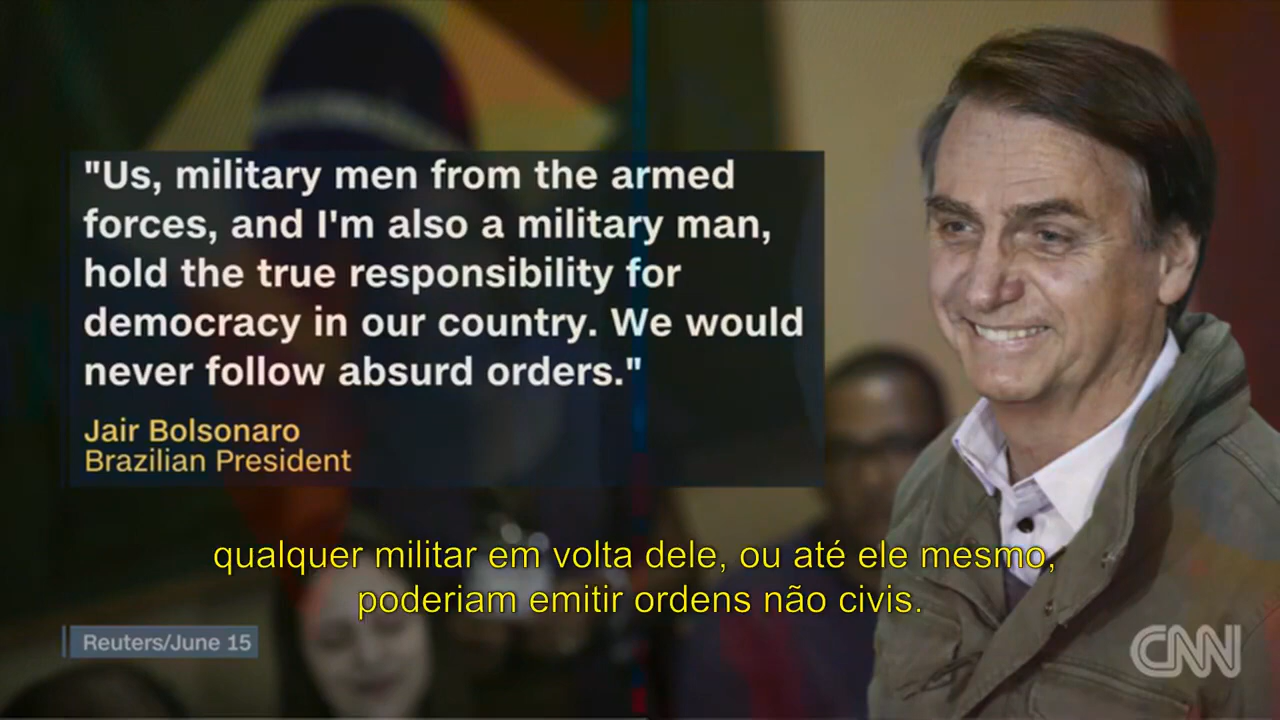 "Us, military men from the armed
forces, and I'm also a military man,
hold the true responsibility for
democracy in our country. We would
never follow absurd orders."
Jair Bolsonaro
Brazilian President
qualquer militar em volta dele, ou até ele mesmo,
poderiam emitir ordens não civis.
Reuters/June 15
CNN